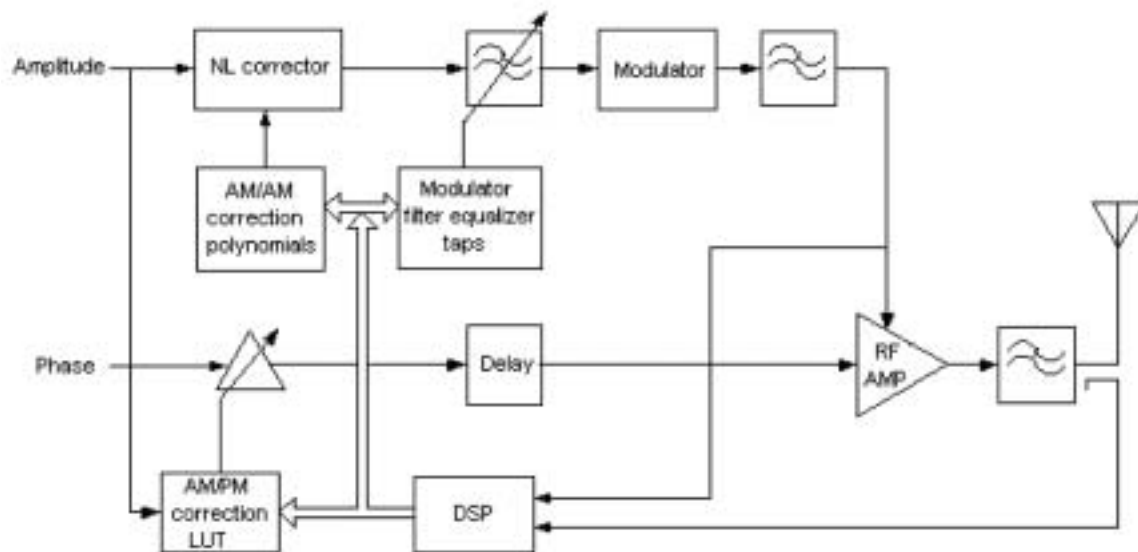 Amplitude
NL corrector
Modulator
AM/AM
correction
polynomials
Modulator
filter equalizer
taps
Phase
Delay
RF
AMP
AM/PM
correction
LUT
DSP